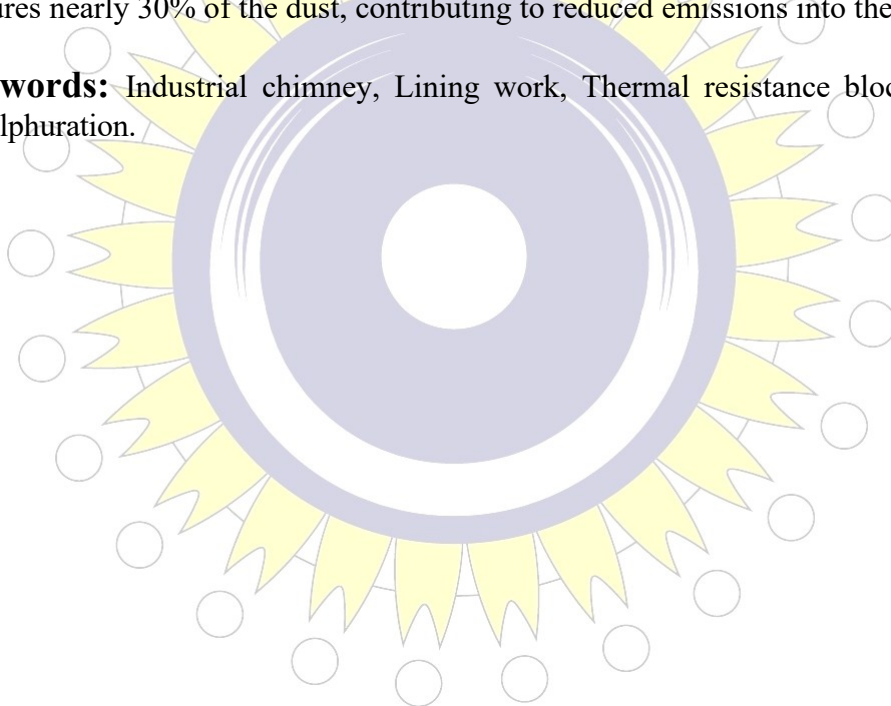 ures nearly 30% of the dust, contributing to reduced emissions into the
words: Industrial chimney, Lining work, Thermal resistance bloc
lphuration.